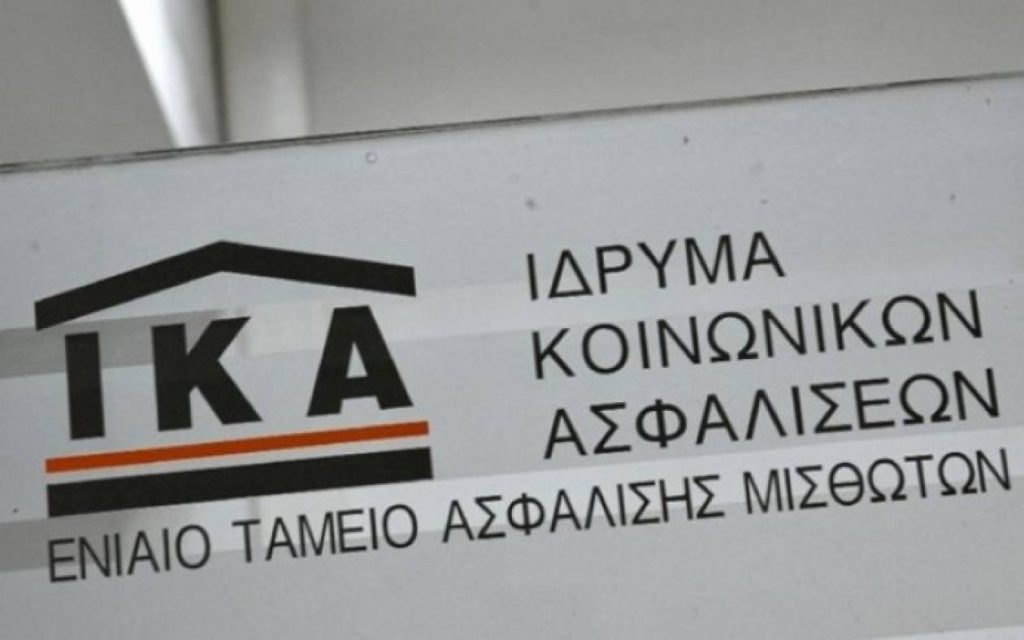 ΙΚΑ
ΙΔΡΥΜΑ
ΚΟΙΝΩΝΙΚΩΝ
ΑΣΦΑΛΙΣΕΩΝ
ΕΝΙΑΙΟ ΤΑΜΕΙΟ ΑΣΦΑΛΙΣΗΣ ΜΙΣΘΩΤΩΝ